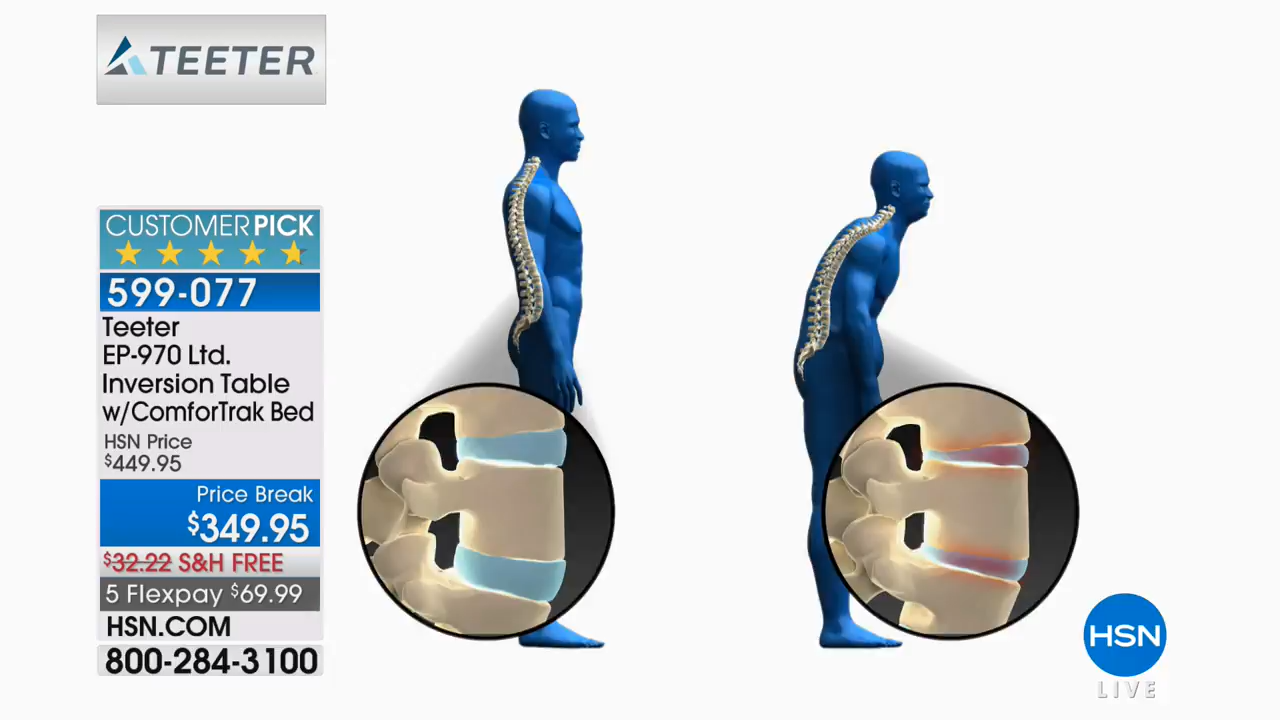 TEETER
CUSTOMER PICK
599-077
Teeter
EP-970 Ltd.
Inversion Table
w/ComforTrak Bed
HSN Price
$449.95
Price Break
$349.95
$32.22 S&H FREE
5 Flexpay $69.99
HSN.COM
800-284-3100
HSN
LIVE